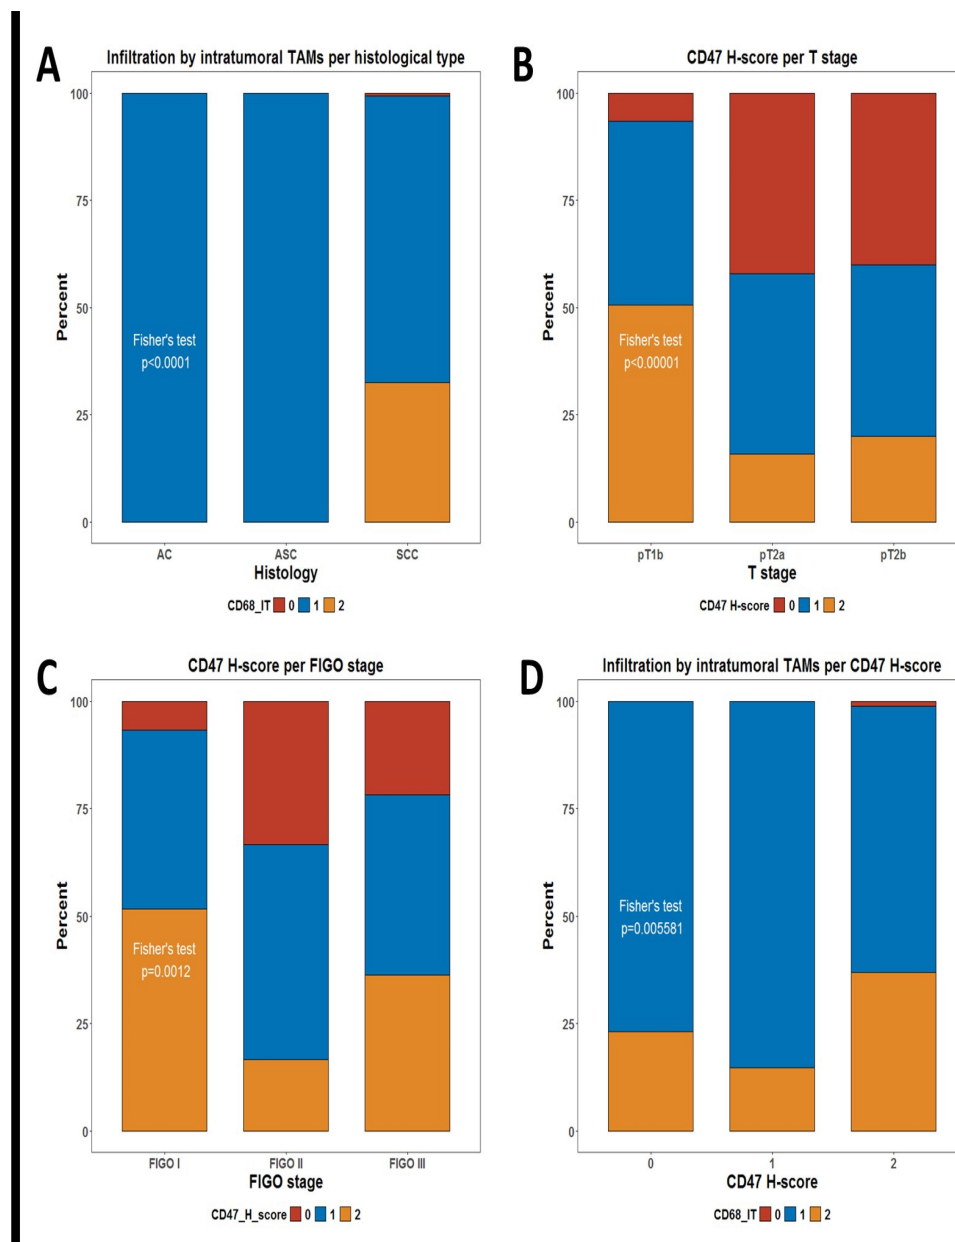 A
Infiltration by intratumoral TAMs per histological type
100
75
50
25
0
Percent
Fisher's test
p<0.0001
AC ASC SCC
Histology
CD68_IT 0 1 2
B
CD47 H-score per T stage
100
75
50
25
0
Percent
Fisher's test
p<0.00001
pT1b pT2a pT2b
T stage
CD47 H-score 0 1 2
C
CD47 H-score per FIGO stage
100
75
50
25
0
Percent
Fisher's test
p=0.0012
FIGO I FIGO II FIGO III
FIGO stage
CD47_H_score 0 1 2
D
Infiltration by intratumoral TAMs per CD47 H-score
100
75
50
25
0
Percent
Fisher's test
p=0.005581
0 1 2
CD47 H-score
CD68_IT 0 1 2